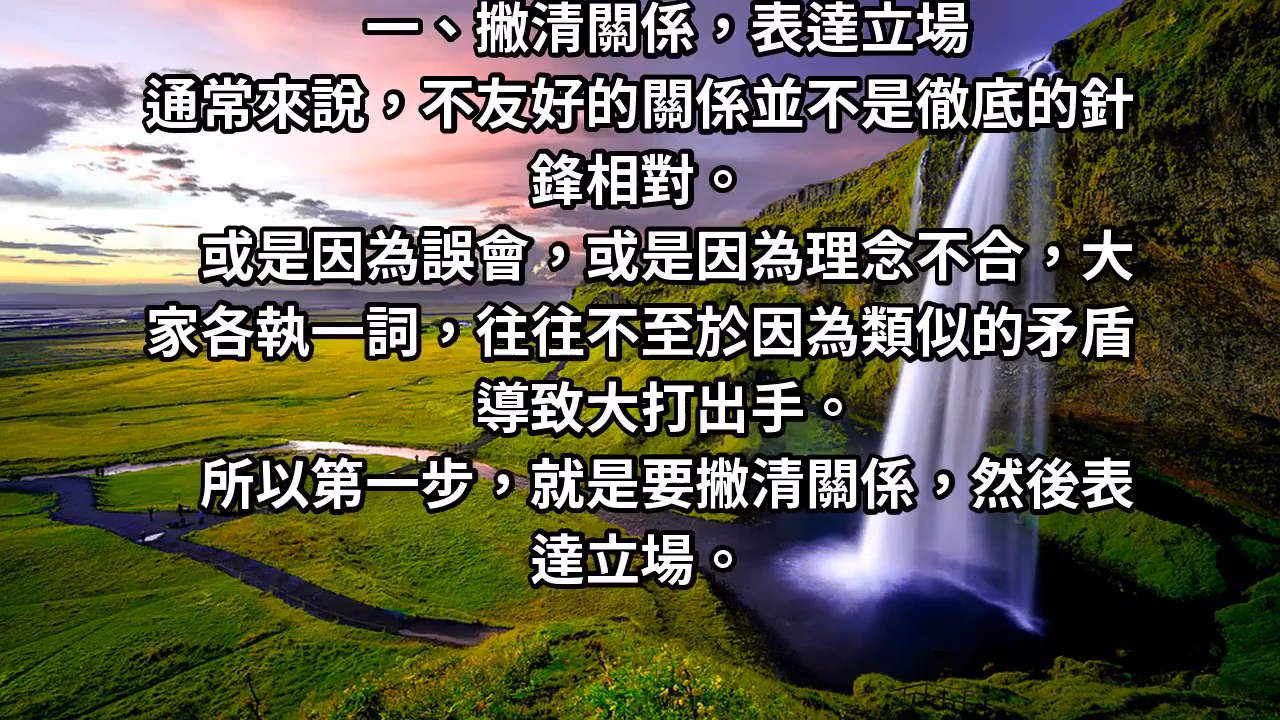 一、撇清關係，表達立場
通常來說，不友好的關係並不是徹底的針
鋒相對。
或是因為誤會，或是因為理念不合，大
家各執一詞，往往不至於因為類似的矛盾
導致大打出手。
所以第一步，就是要撇清關係，然後表
達立場。